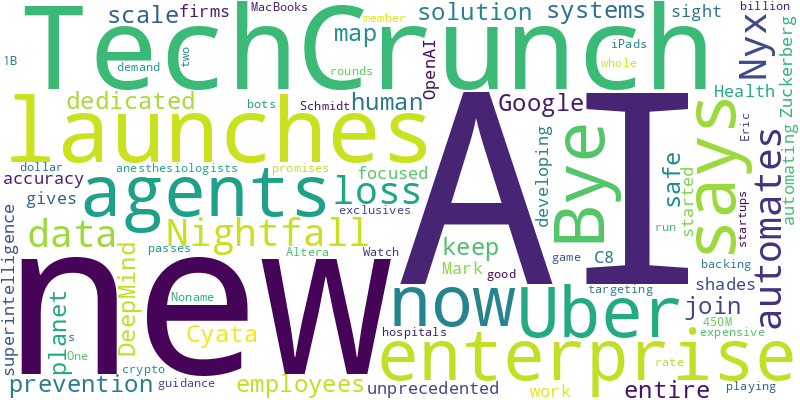 scale firms MacBooks member solution systems sight billion
TechCrunch
map iPads
1B demand two rounds OpenAI whole
Nyx
dedicated bots Schmidt human Google Health Zuckerberg
launches AI Bye says
accuracy anesthesiologists promises focused developing safe automates automating Eric
gives agents loss
exclusives started
data Nightfall keep run startups
superintelligence planet DeepMind passes Altera Watch Mark good game C8 backing
new now Uber shades
Noname targeting join
s One Cyata hospitals enterprise 450M expensive
crypto rate
prevention guidance employees unprecedented work entire playing
dollar